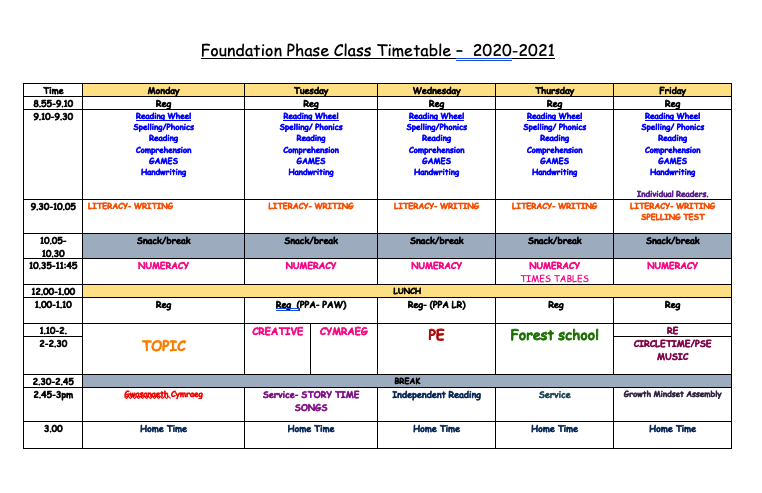 Foundation Phase Class Timetable – 2020-2021
Time Monday Tuesday Wednesday Thursday Friday
8.55-9.10 Reg Reg Reg Reg Reg
9.10-9.30 Reading Wheel Reading Wheel Reading Wheel Reading Wheel Reading Wheel
Spelling/Phonics Spelling/ Phonics Spelling/ Phonics Spelling/ Phonics Spelling/ Phonics
Reading Reading Reading Reading Reading
Comprehension Comprehension Comprehension Comprehension Comprehension
GAMES GAMES GAMES GAMES GAMES
Handwriting Handwriting Handwriting Handwriting Handwriting
Individual Readers.
9.30-10.05 LITERACY- WRITING LITERACY- WRITING LITERACY- WRITING LITERACY- WRITING LITERACY- WRITING
SPELLING TEST
10.05- Snack/break Snack/break Snack/break Snack/break Snack/break
10.30
10.35-11:45 NUMERACY NUMERACY NUMERACY NUMERACY NUMERACY
TIMES TABLES
12.00-1.00 LUNCH
1.00-1.10 Reg Reg (PPA- PAW) Reg- (PPA LR) Reg Reg
1.10-2. TOPIC CREATIVE CYMRAEG PE Forest school RE
2-2.30 CIRCLETIME/PSE
MUSIC
2.30-2.45 BREAK
2.45-3pm Gwasanaeth Cymraeg Service- STORY TIME Independent Reading Service Growth Mindset Assembly
SONGS
3.00 Home Time Home Time Home Time Home Time Home Time